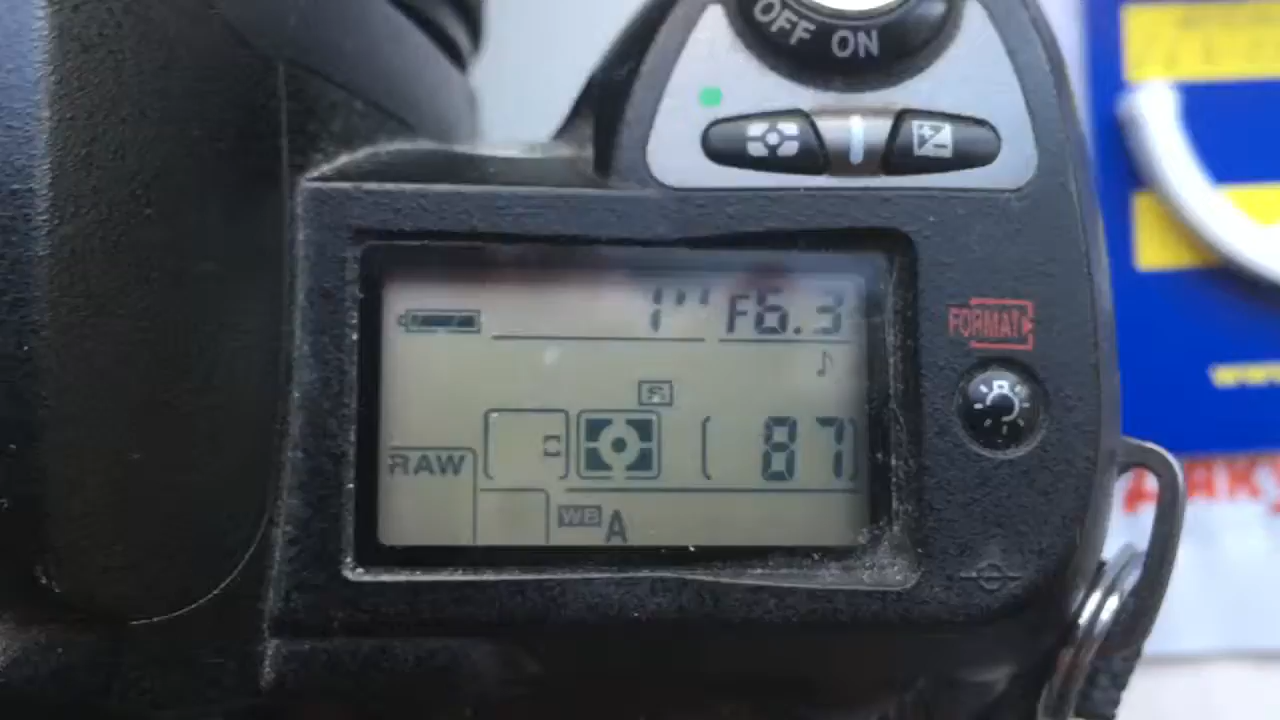 OFF ON
1'' F6.3
FORMAT
RAW
[ 87]
WB A